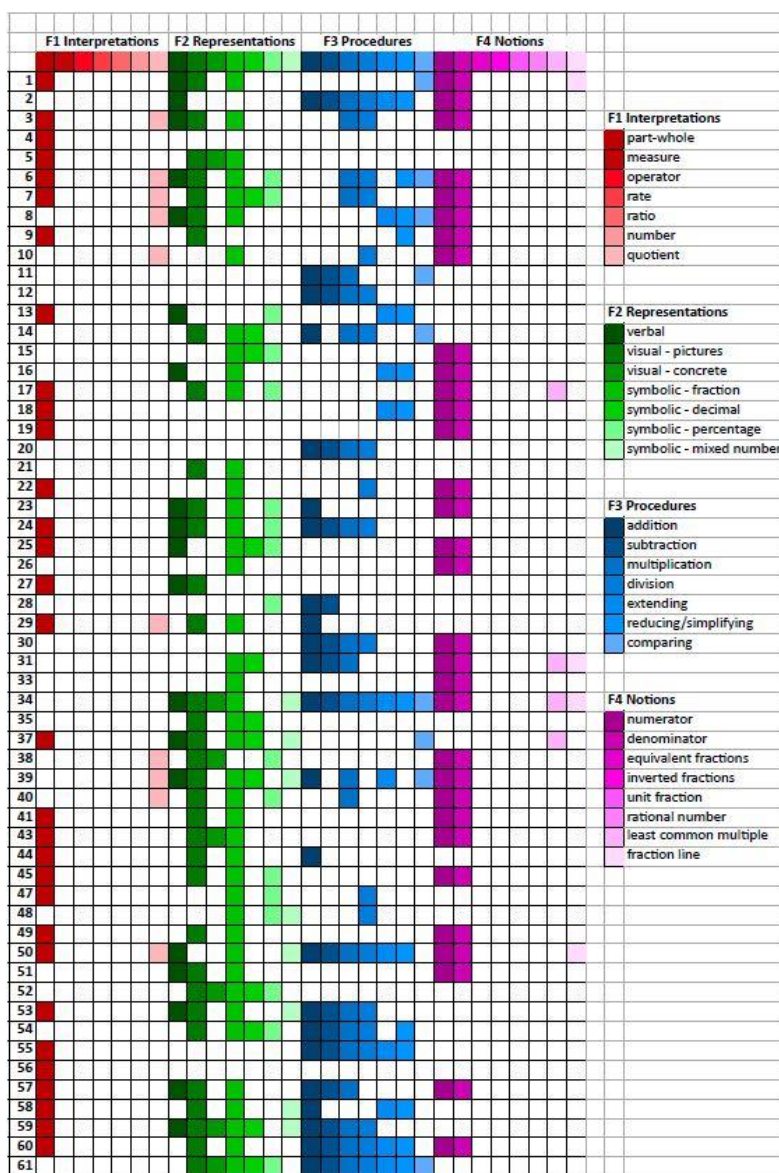 F1 Interpretations F2 Representations F3 Procedures F4 Notions
1
2
3 F1 Interpretations
4 part-whole
5 measure
6 operator
7 rate
8 ratio
9 number
10 quotient
11
12
13 F2 Representations
14 verbal
15 visual - pictures
16 visual - concrete
17 symbolic - fraction
18 symbolic - decimal
19 symbolic - percentage
20 symbolic - mixed number
21
22
23 F3 Procedures
24 addition
25 subtraction
26 multiplication
27 division
28 extending
29 reducing/simplifying
30 comparing
31
33
34 F4 Notions
35 numerator
37 denominator
38 equivalent fractions
39 inverted fractions
40 unit fraction
41 rational number
43 least common multiple
44 fraction line
45
47
48
49
50
51
52
53
54
55
56
57
58
59
60
61